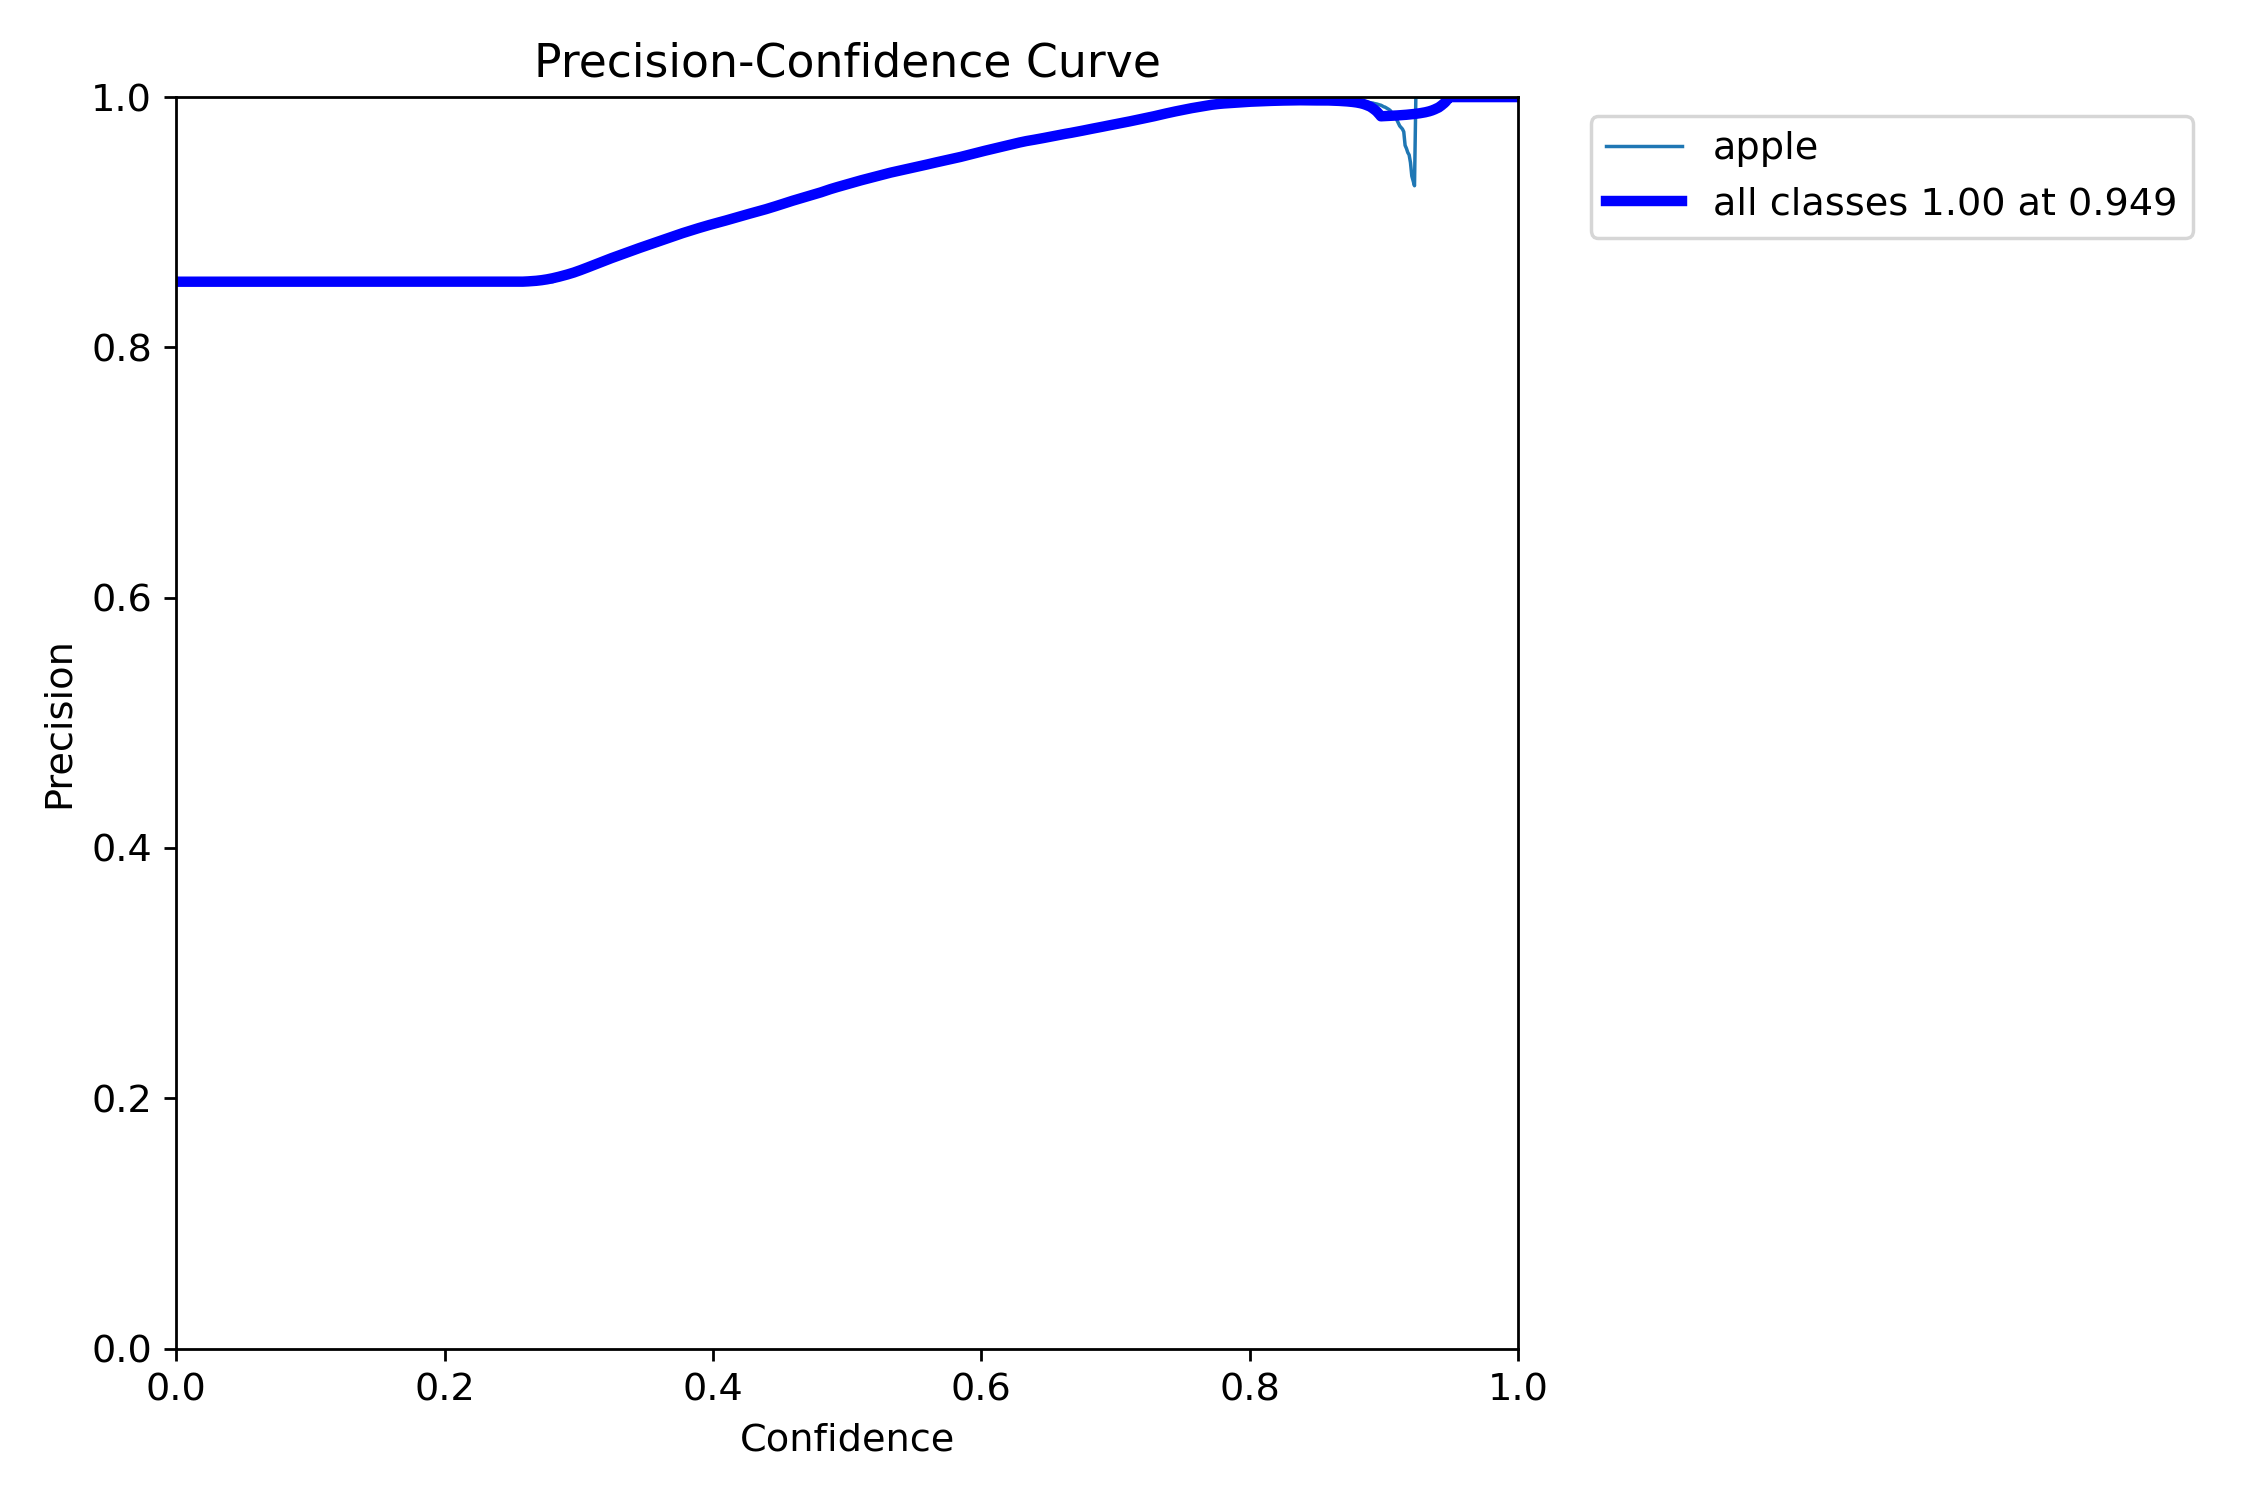 Precision-Confidence Curve
1.0
0.8
0.6
0.4
0.2
0.0
Precision
0.0 0.2 0.4 0.6 0.8 1.0
Confidence
apple
all classes 1.00 at 0.949